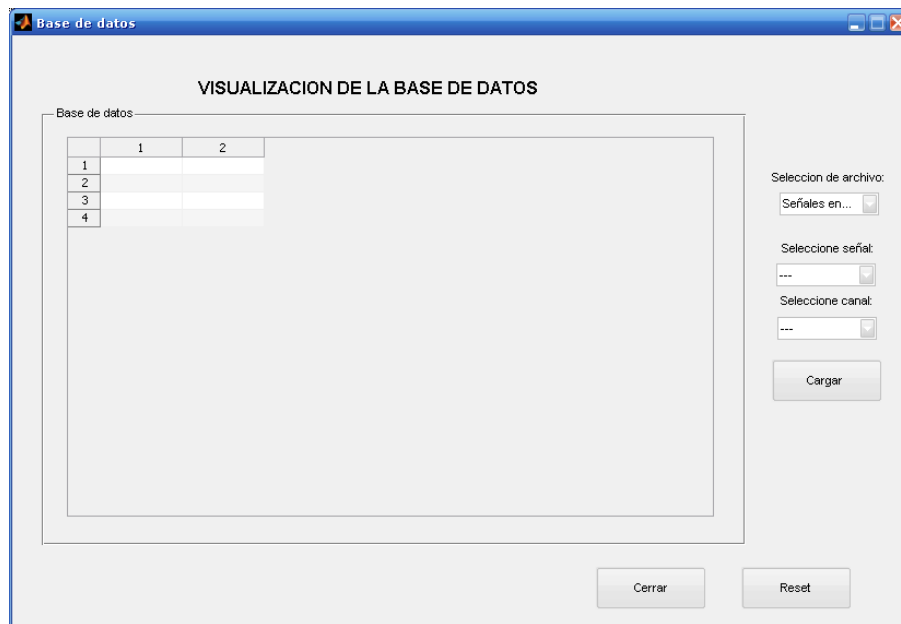 Base de datos
VISUALIZACION DE LA BASE DE DATOS
Base de datos
1 2
1
2
3
4
Seleccion de archivo:
Señales en...
Seleccione señal:
---
Seleccione canal:
---
Cargar
Cerrar Reset